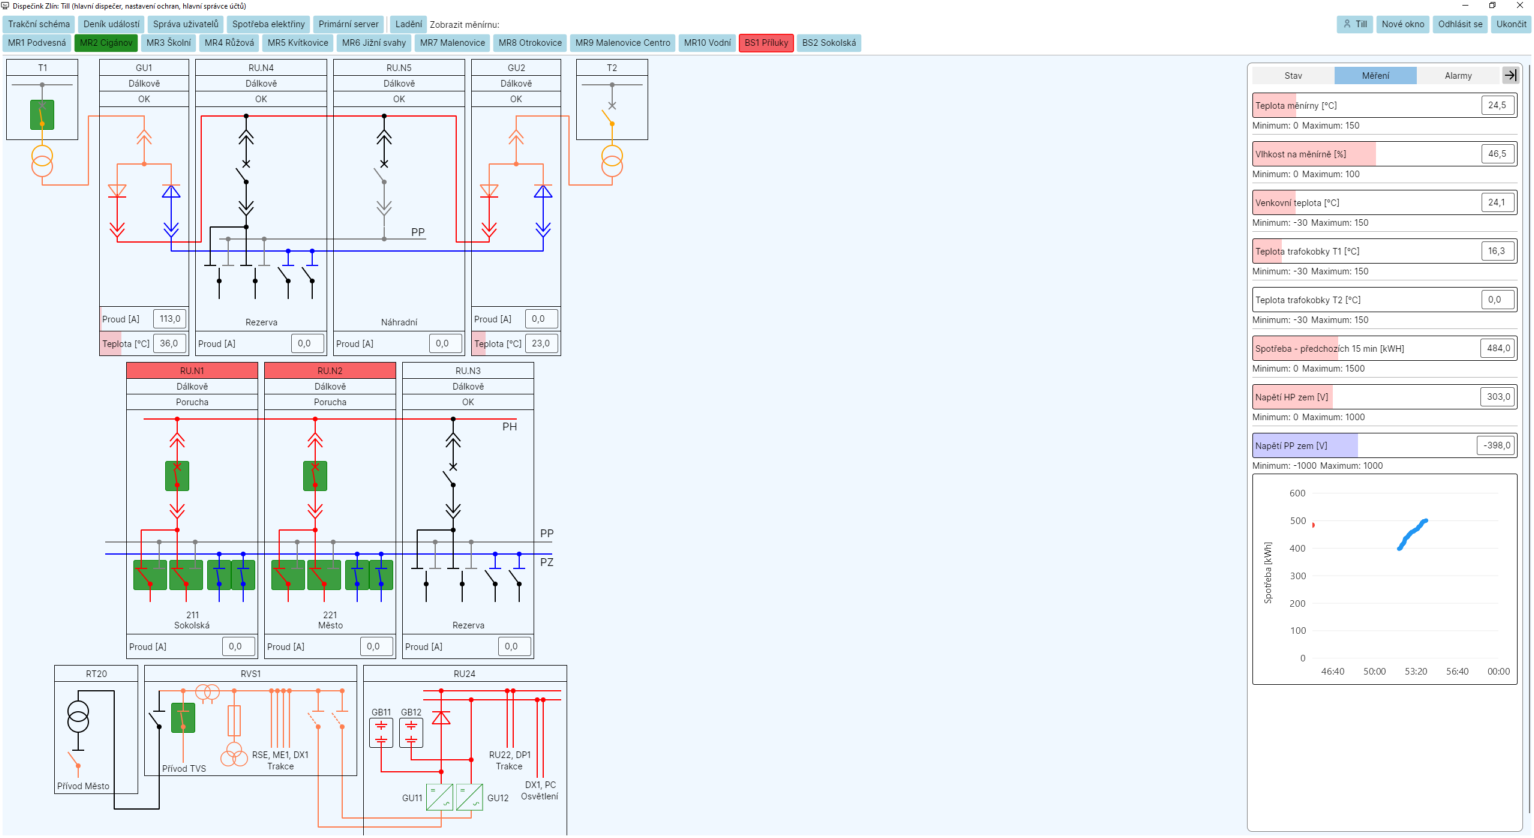 Dispečink Zlín: Till (hlavní dispečer, nastavení ochran, hlavní správce účtů)
Trakční schéma Deník událostí Správa uživatelů Spotřeba elektřiny Primární server Ladění Zobrazit měnírnu: Till Nové okno Odhlásit se Ukončit
MR1 Podvesná MR2 Cigánov MR3 Školní MR4 Růžová MR5 Kvítkovice MR6 Jižní svahy MR7 Malenovice MR8 Otrokovice MR9 Malenovice Centro MR10 Vodní BS1 Příluky BS2 Sokolská
T1 GU1 RU.N4 RU.N5 GU2 T2
Dálkově Dálkově Dálkově Dálkově
OK OK OK OK
PP
Rezerva Náhradní
Proud [A] 113,0 Proud [A] 0,0
Teplota [°C] 36,0 Proud [A] 0,0 Proud [A] 0,0 Teplota [°C] 23,0
RU.N1 RU.N2 RU.N3
Dálkově Dálkově Dálkově
Porucha Porucha OK
PH
PP
PZ
211 221
Sokolská Město Rezerva
Proud [A] 0,0 Proud [A] 0,0 Proud [A] 0,0
RT20 RVS1 RU24
GB11 GB12
RSE, ME1, DX1
Trakce
RU22, DP1
Trakce
Přívod TVS
Přívod Město
DX1, PC
Osvětlení
GU11 GU12
Stav Měření Alarmy
Teplota měnírny [°C] 24,5
Minimum: 0 Maximum: 150
Vlhkost na měnírně [%] 46,5
Minimum: 0 Maximum: 100
Venkovní teplota [°C] 24,1
Minimum: -30 Maximum: 150
Teplota trafokobky T1 [°C] 16,3
Minimum: -30 Maximum: 150
Teplota trafokobky T2 [°C] 0,0
Minimum: -30 Maximum: 150
Spotřeba - předchozích 15 min [kWH] 484,0
Minimum: 0 Maximum: 1500
Napětí HP zem [V] 303,0
Minimum: 0 Maximum: 1000
Napětí PP zem [V] -398,0
Minimum: -1000 Maximum: 1000
Spotřeba [kWh]
600
500
400
300
200
100
0
46:40 50:00 53:20 56:40 00:00